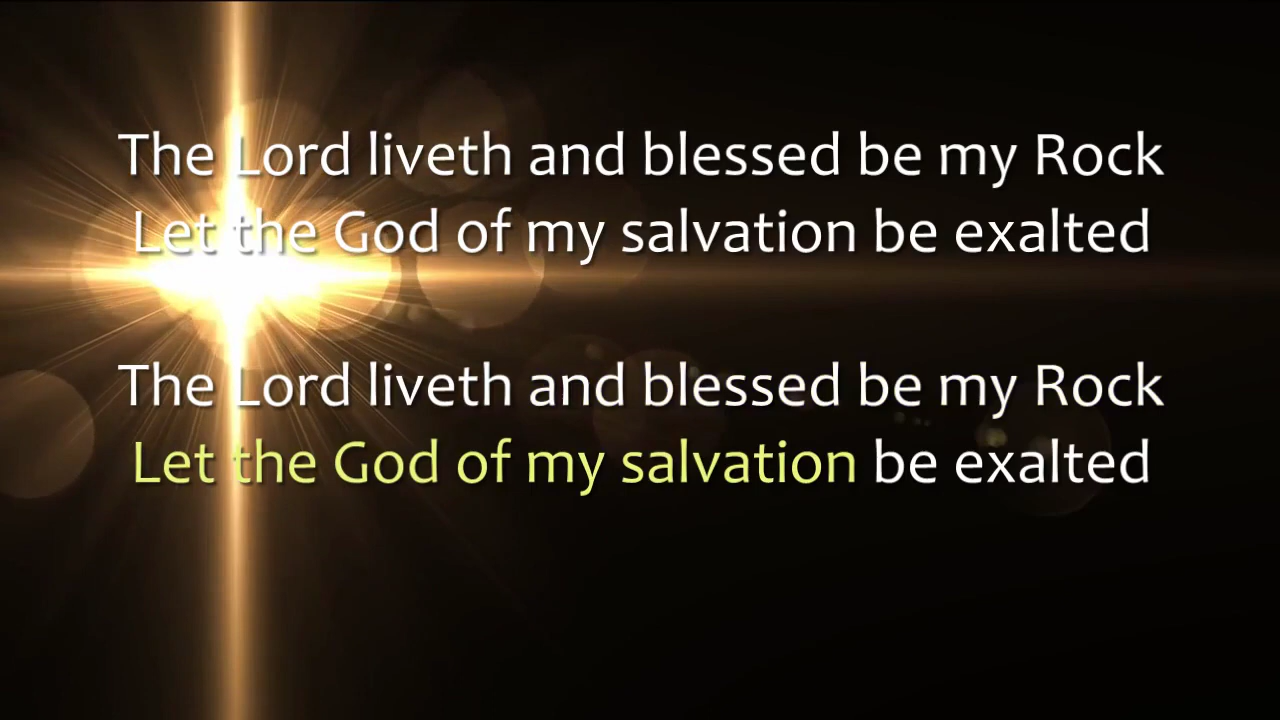 The Lord liveth and blessed be my Rock
Let the God of my salvation be exalted
The Lord liveth and blessed be my Rock
Let the God of my salvation be exalted